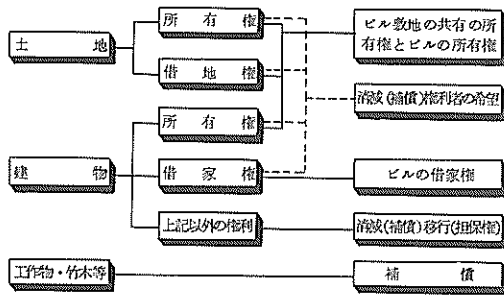 所有権
ビル敷地の共有の所
有権とビルの所有権
土地
借地権
消滅(補償)権利者の希望
所有権
建物
借家権
ビルの借家権
上記以外の権利
消滅(補償)移行(担保権)
工作物・竹木等
補償